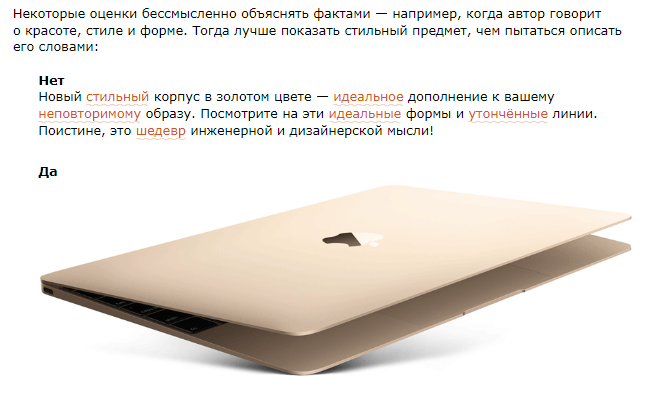 Некоторые оценки бессмысленно объяснять фактами — например, когда автор говорит
о красоте, стиле и форме. Тогда лучше показать стильный предмет, чем пытаться описать
его словами:
Нет
Новый стильный корпус в золотом цвете — идеальное дополнение к вашему
неповторимому образу. Посмотрите на эти идеальные формы и утончённые линии.
Поистине, это шедевр инженерной и дизайнерской мысли!
Да